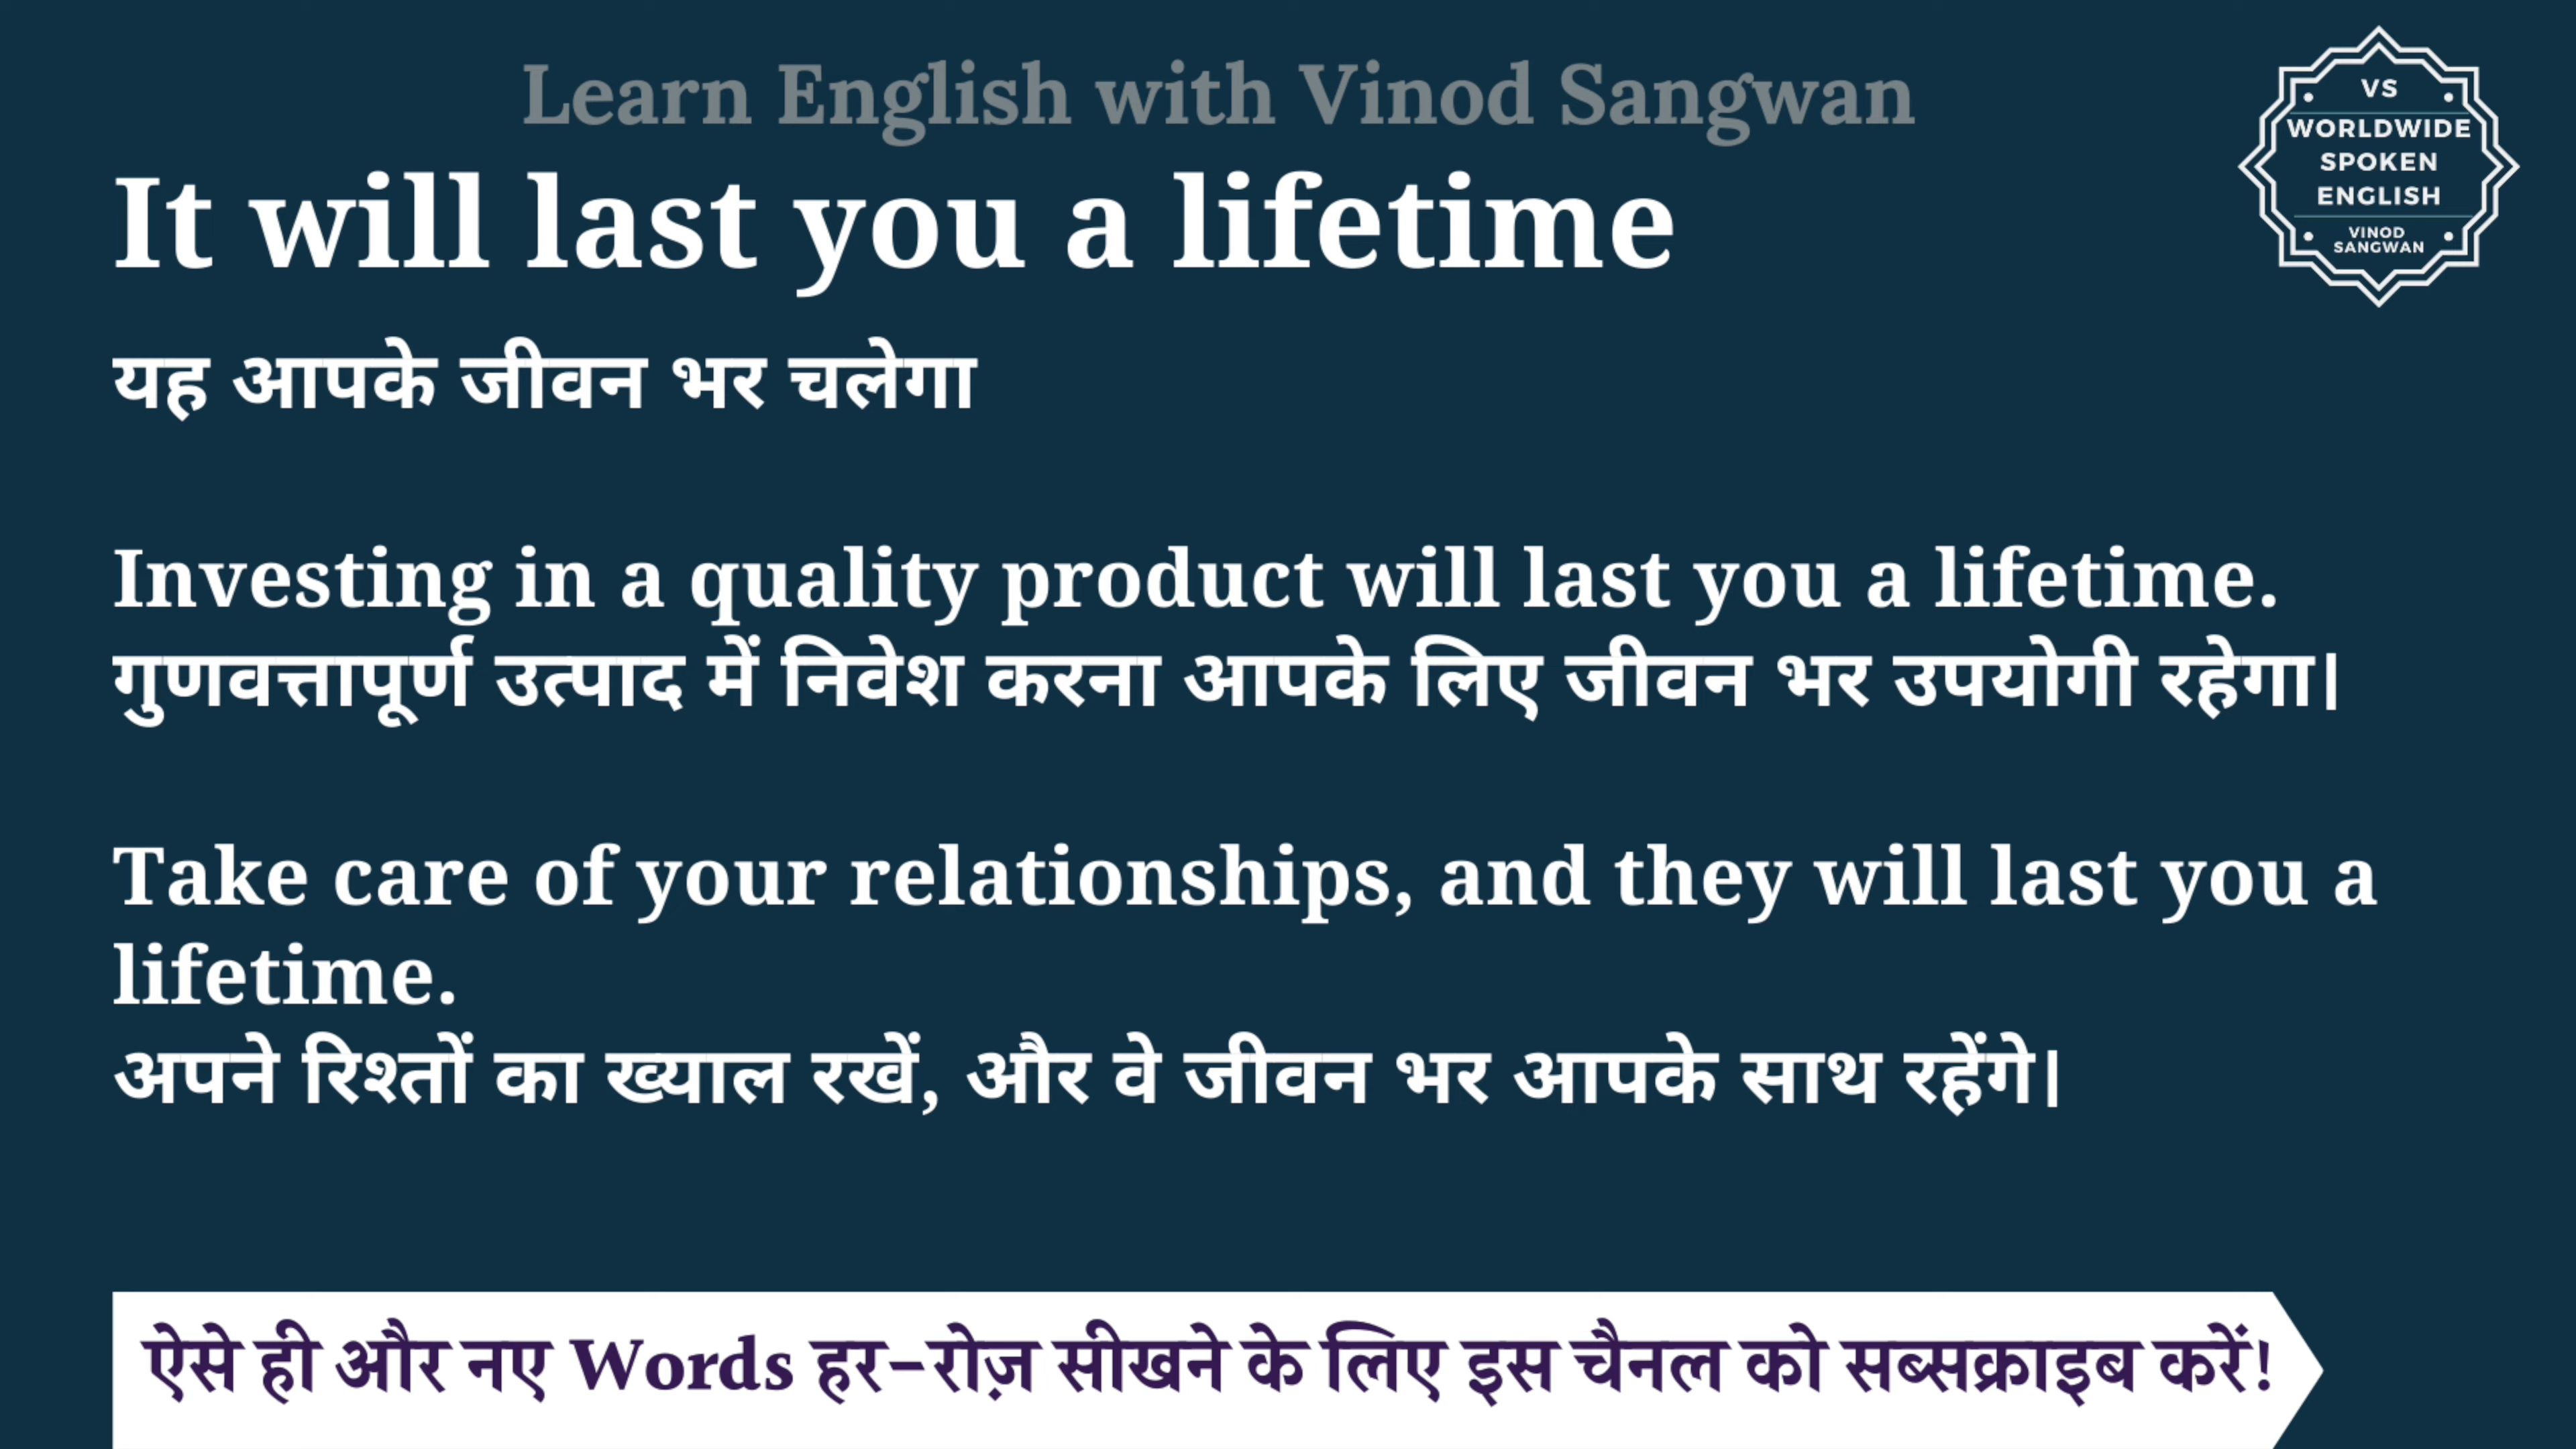 Learn English with Vinod Sangwan
VS
WORLDWIDE
SPOKEN
ENGLISH
VINOD
SANGWAN
It will last you a lifetime
यह आपके जीवन भर चलेगा
Investing in a quality product will last you a lifetime.
गुणवत्तापूर्ण उत्पाद में निवेश करना आपके लिए जीवन भर उपयोगी रहेगा।
Take care of your relationships, and they will last you a
lifetime.
अपने रिश्तों का ख्याल रखें, और वे जीवन भर आपके साथ रहेंगे।
ऐसे ही और नए Words हर-रोज़ सीखने के लिए इस चैनल को सब्सक्राइब करें!